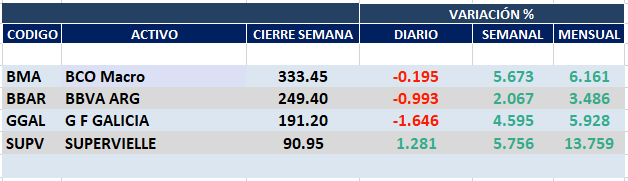 VARIACIÓN %
CODIGO ACTIVO CIERRE SEMANA DIARIO SEMANAL MENSUAL
BMA BCO Macro 333.45 -0.195 5.673 6.161
BBAR BBVA ARG 249.40 -0.993 2.067 3.486
GGAL G F GALICIA 191.20 -1.646 4.595 5.928
SUPV SUPERVIELLE 90.95 1.281 5.756 13.759